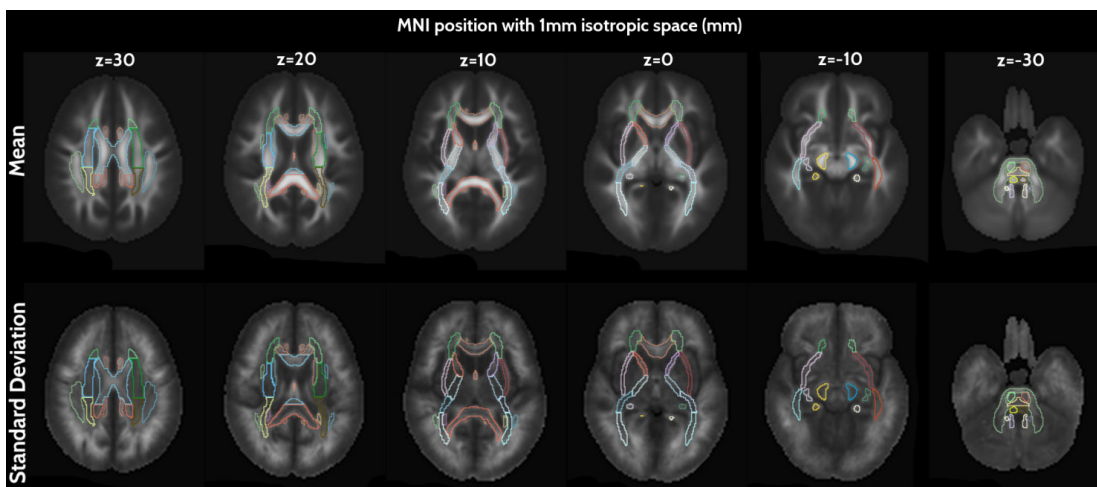 MNI position with 1mm isotropic space (mm)
z=30 z=20 z=10 z=0 z=-10 z=-30
Mean
Standard Deviation